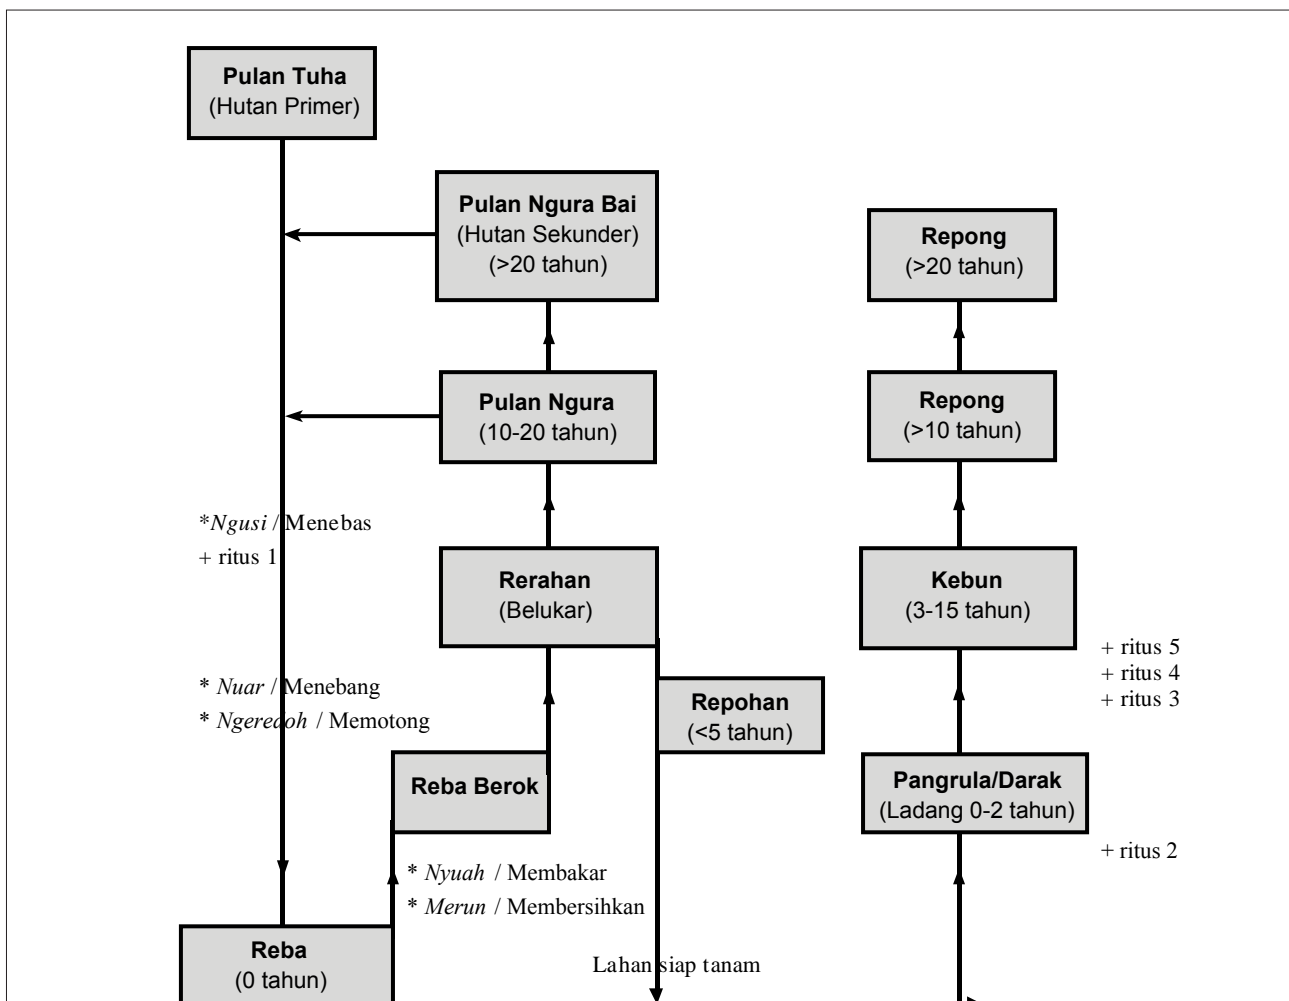 Pulan Tuha
(Hutan Primer)
Pulan Ngura Bai
(Hutan Sekunder)
(>20 tahun)
Repong
(>20 tahun)
Pulan Ngura
(10-20 tahun)
Repong
(>10 tahun)
*Ngusi / Menebas
+ ritus 1
Rerahan
(Belukar)
Kebun
(3-15 tahun)
+ ritus 5
+ ritus 4
+ ritus 3
* Nuar / Menebang
* Ngeredoh / Memotong
Repohan
(<5 tahun)
Reba Berok
Pangrula/Darak
(Ladang 0-2 tahun)
+ ritus 2
* Nyuah / Membakar
* Merun / Membersihkan
Reba
(0 tahun)
Lahan siap tanam